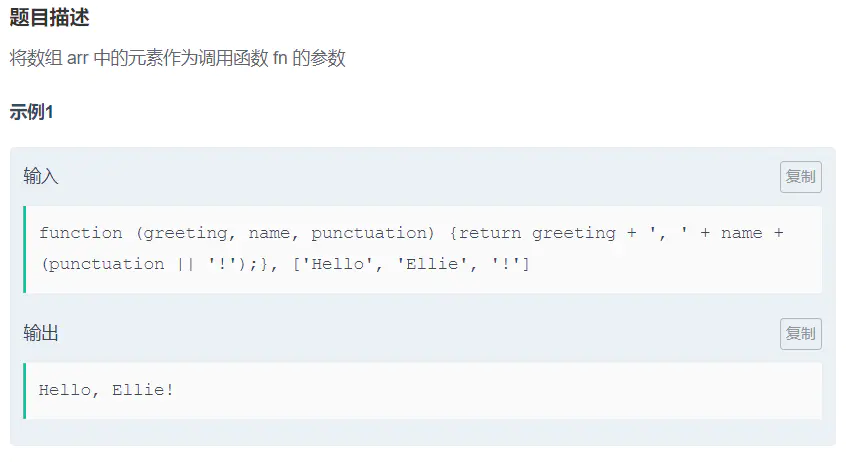 题目描述
将数组 arr 中的元素作为调用函数 fn 的参数
示例1
输入
复制
function (greeting, name, punctuation) {return greeting + ', ' + name +
(punctuation || '!');}, ['Hello', 'Ellie', '!']
输出
复制
Hello, Ellie!